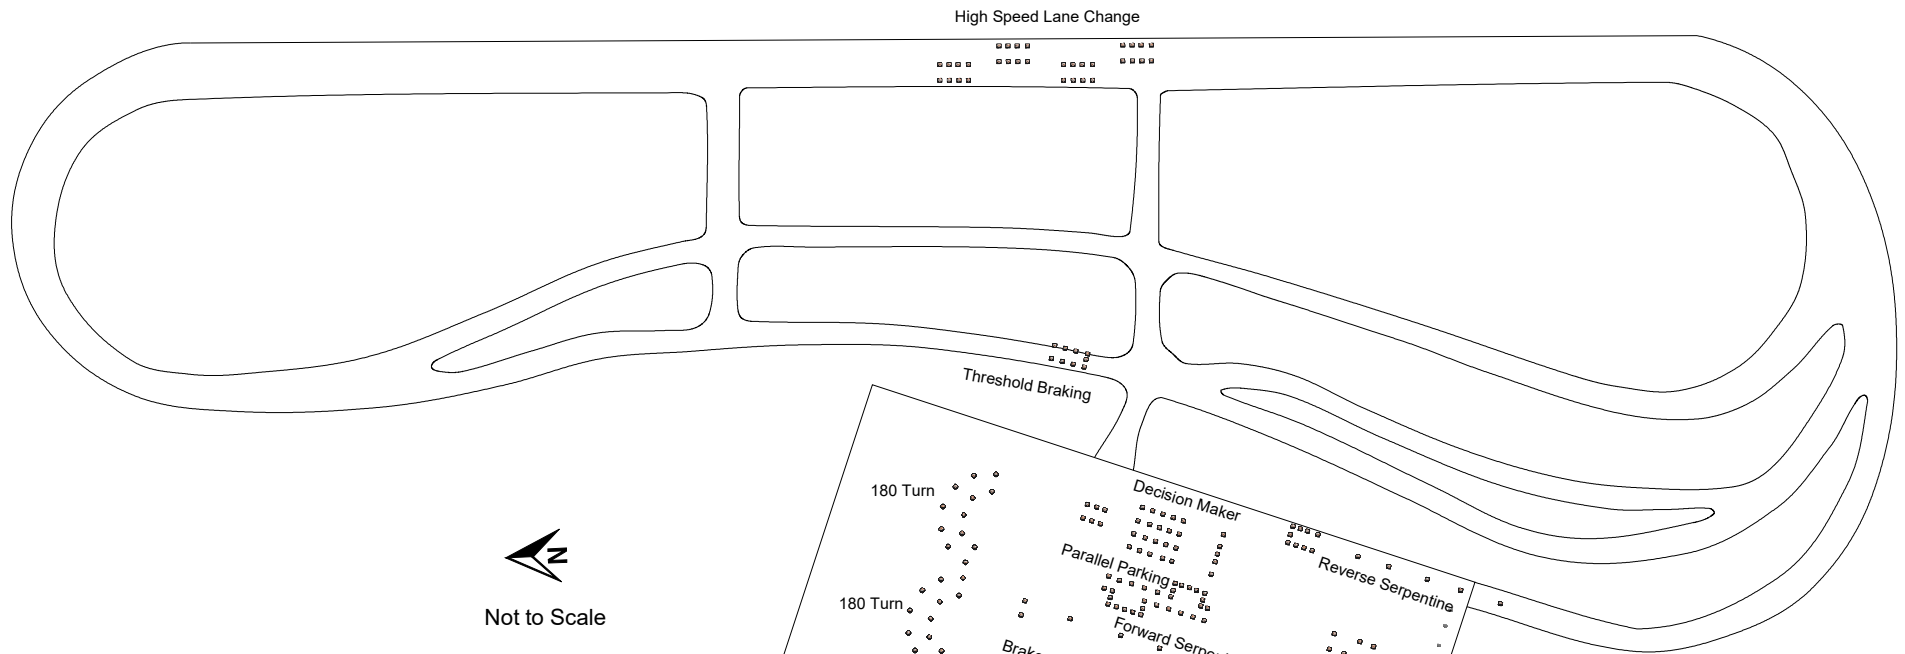 High Speed Lane Change
Threshold Braking
180 Turn
Decision Maker
Parallel Parking
Reverse Serpentine
N
180 Turn
Not to Scale
Forward